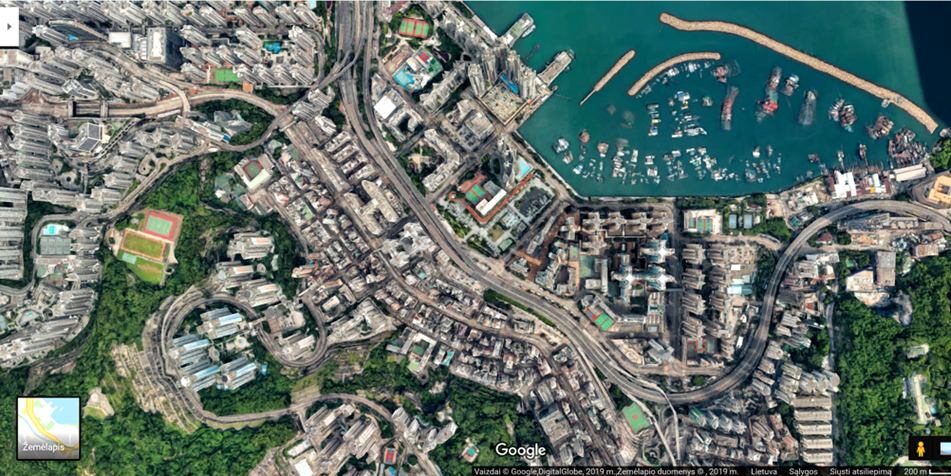 Žemėlapis
Google
Vaizdai © Google,DigitalGlobe, 2019 m.,Žemėlapio duomenys © , 2019 m. Lietuva Sąlygos Siųsti atsiliepimą 200 m